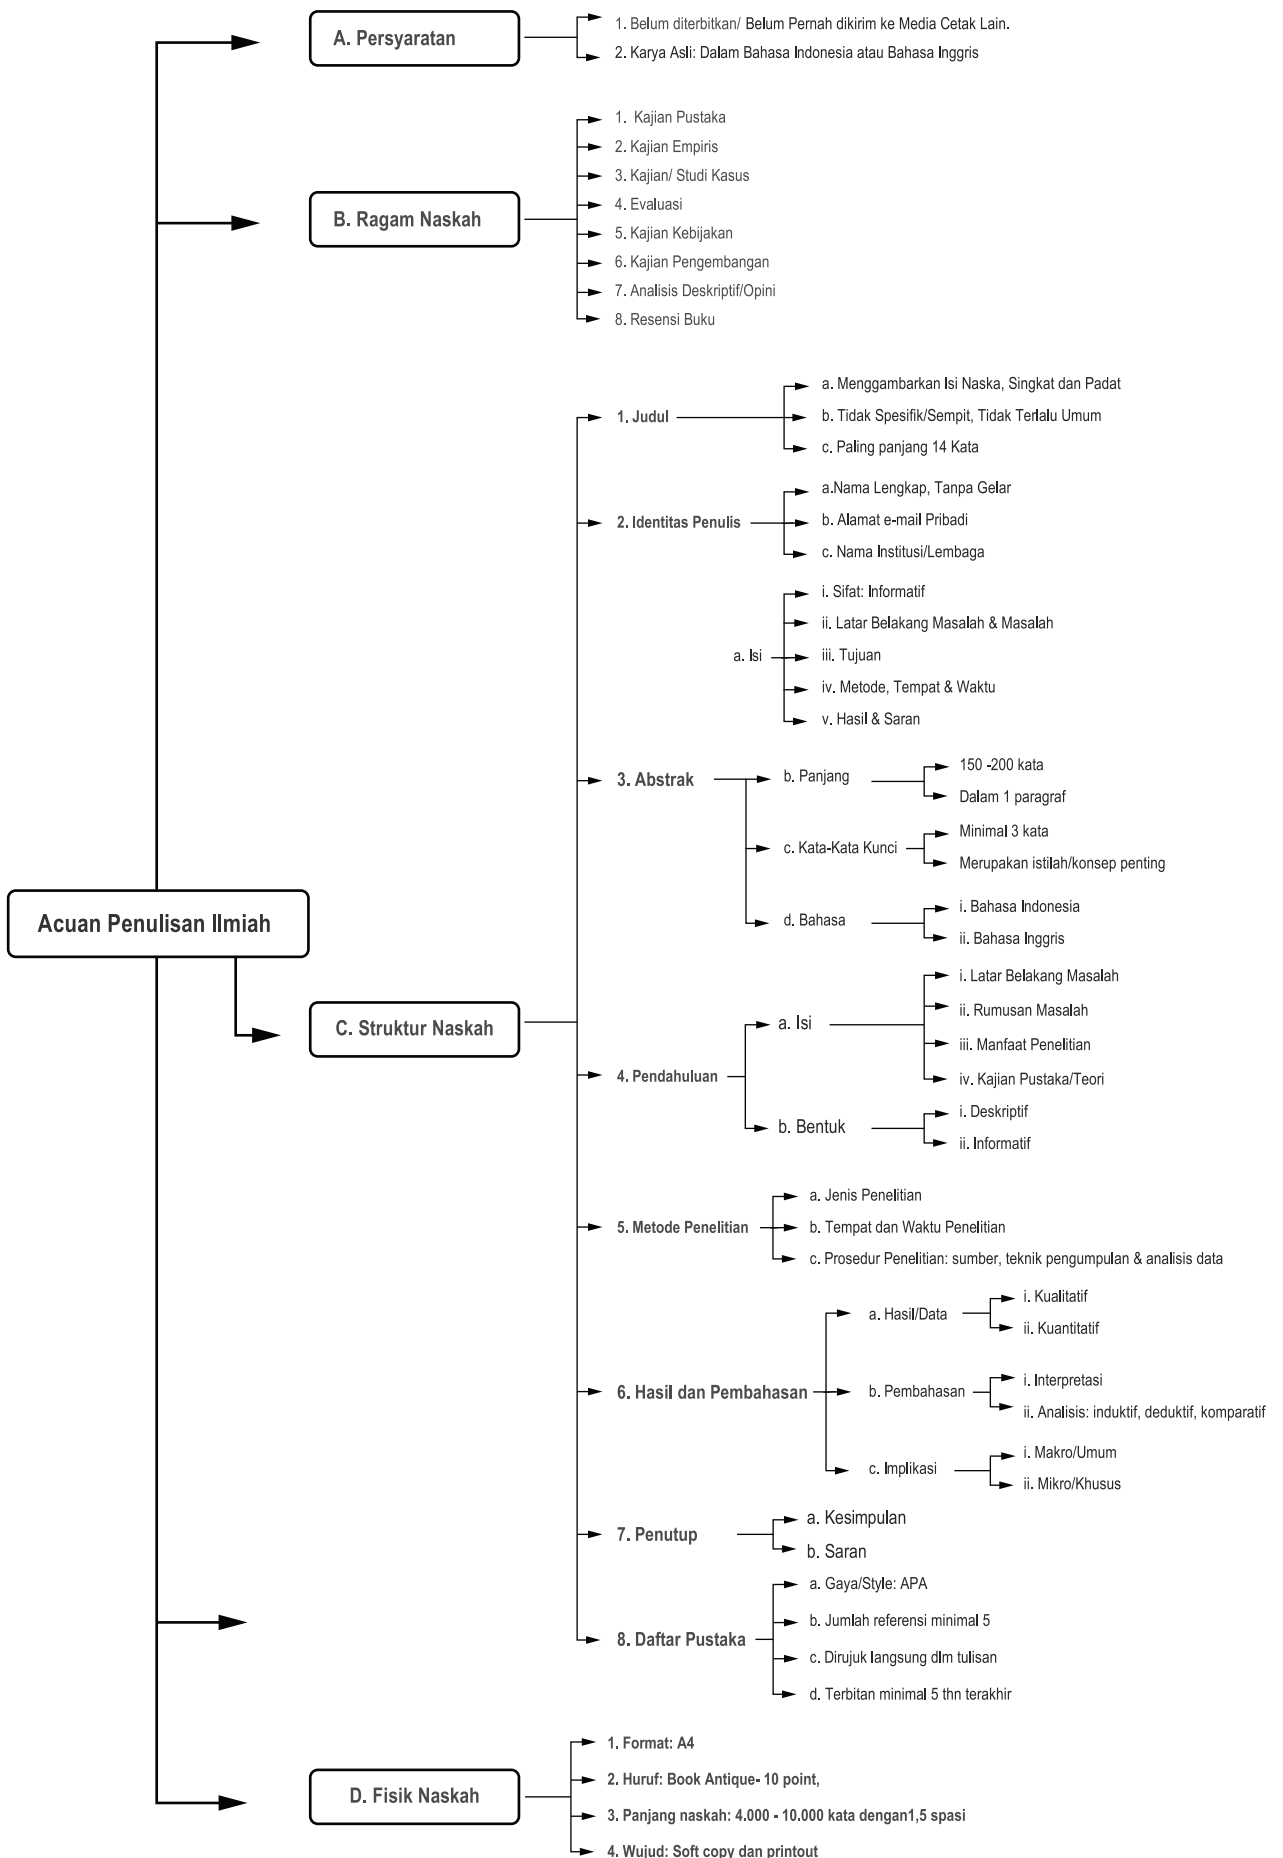 A. Persyaratan
1. Belum diterbitkan/ Belum Pernah dikirim ke Media Cetak Lain.
2. Karya Asli: Dalam Bahasa Indonesia atau Bahasa Inggris
B. Ragam Naskah
1. Kajian Pustaka
2. Kajian Empiris
3. Kajian/ Studi Kasus
4. Evaluasi
5. Kajian Kebijakan
6. Kajian Pengembangan
7. Analisis Deskriptif/Opini
8. Resensi Buku
Acuan Penulisan Ilmiah
C. Struktur Naskah
1. Judul
a. Menggambarkan Isi Naska, Singkat dan Padat
b. Tidak Spesifik/Sempit, Tidak Terlalu Umum
c. Paling panjang 14 Kata
2. Identitas Penulis
a.Nama Lengkap, Tanpa Gelar
b. Alamat e-mail Pribadi
c. Nama Institusi/Lembaga
3. Abstrak
a. Isi
i. Sifat: Informatif
ii. Latar Belakang Masalah & Masalah
iii. Tujuan
iv. Metode, Tempat & Waktu
v. Hasil & Saran
b. Panjang
150 -200 kata
Dalam 1 paragraf
c. Kata-Kata Kunci
Minimal 3 kata
Merupakan istilah/konsep penting
d. Bahasa
i. Bahasa Indonesia
ii. Bahasa Inggris
4. Pendahuluan
a. Isi
i. Latar Belakang Masalah
ii. Rumusan Masalah
iii. Manfaat Penelitian
iv. Kajian Pustaka/Teori
b. Bentuk
i. Deskriptif
ii. Informatif
5. Metode Penelitian
a. Jenis Penelitian
b. Tempat dan Waktu Penelitian
c. Prosedur Penelitian: sumber, teknik pengumpulan & analisis data
6. Hasil dan Pembahasan
a. Hasil/Data
i. Kualitatif
ii. Kuantitatif
b. Pembahasan
i. Interpretasi
ii. Analisis: induktif, deduktif, komparatif
c. Implikasi
i. Makro/Umum
ii. Mikro/Khusus
7. Penutup
a. Kesimpulan
b. Saran
8. Daftar Pustaka
a. Gaya/Style: APA
b. Jumlah referensi minimal 5
c. Dirujuk langsung dlm tulisan
d. Terbitan minimal 5 thn terakhir
D. Fisik Naskah
1. Format: A4
2. Huruf: Book Antique- 10 point,
3. Panjang naskah: 4.000 - 10.000 kata dengan1,5 spasi
4. Wujud: Soft copy dan printout